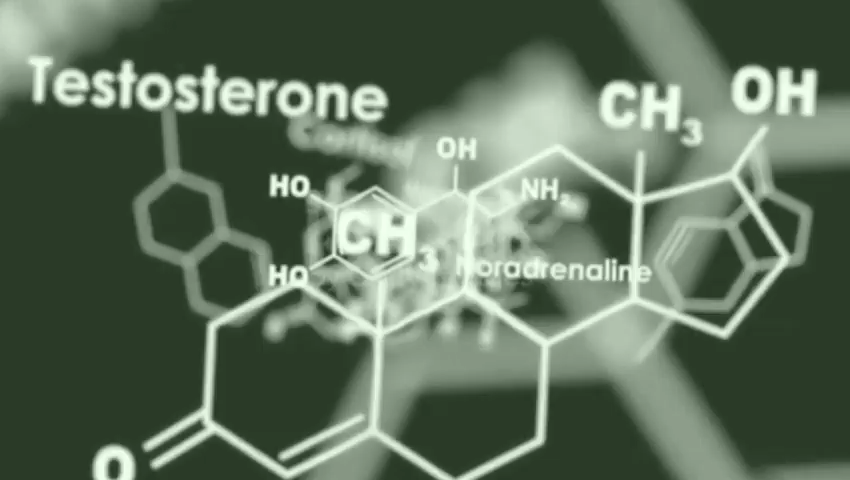 Testosterone
CH3
OH
OH
HO
NH2
CH3
HO
Noradrenaline
O